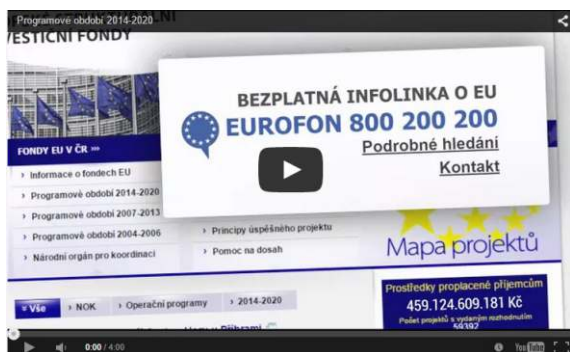 Programové období 2014-2020
VESTIČNÍ FONDY
BEZPLATNÁ INFOLINKA O EU
EUROFON 800 200 200
Podrobné hledání
Kontakt
FONDY EU V ČR
› Informace o fondech EU
› Programové období 2014-2020
› Programové období 2007-2013
› Programové období 2004-2006
› Národní orgán pro koordinaci
› Principy úspěšného projektu
› Pomoc na dosah
Mapa projektů
Vše
› NOK
› Operační programy
› 2014-2020
Prostředky proplacené příjemcům
459.124.609.181 Kč
Počet projektů s vydaným rozhodnutím
59392
0:00 / 4:00
YouTube